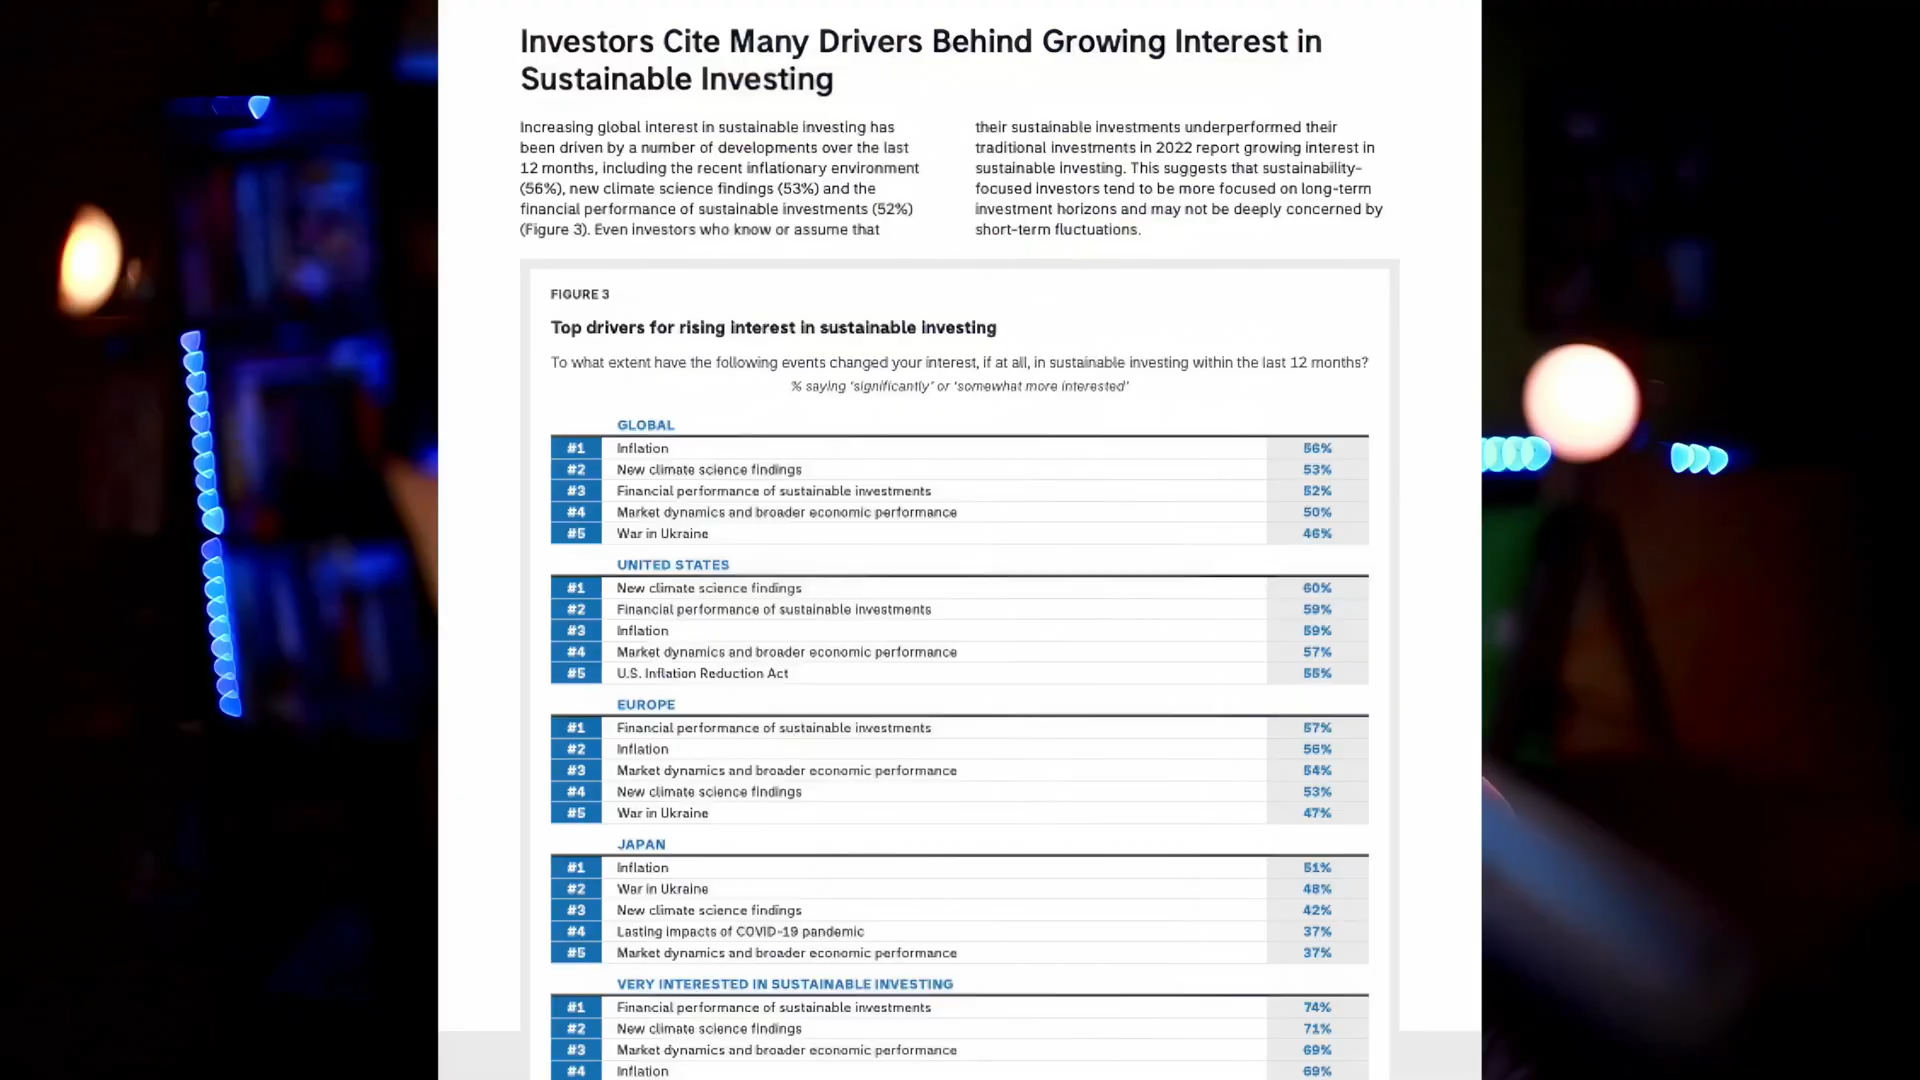 Investors Cite Many Drivers Behind Growing Interest in
Sustainable Investing
Increasing global interest in sustainable investing has
been driven by a number of developments over the last
12 months, including the recent inflationary environment
(56%), new climate science findings (53%) and the
financial performance of sustainable investments (52%)
(Figure 3). Even investors who know or assume that
their sustainable investments underperformed their
traditional investments in 2022 report growing interest in
sustainable investing. This suggests that sustainability-
focused investors tend to be more focused on long-term
investment horizons and may not be deeply concerned by
short-term fluctuations.
FIGURE 3
Top drivers for rising interest in sustainable investing
To what extent have the following events changed your interest, if at all, in sustainable investing within the last 12 months?
% saying ‘significantly’ or ‘somewhat more interested’
GLOBAL
#1 Inflation 56%
#2 New climate science findings 53%
#3 Financial performance of sustainable investments 52%
#4 Market dynamics and broader economic performance 50%
#5 War in Ukraine 46%
UNITED STATES
#1 New climate science findings 60%
#2 Financial performance of sustainable investments 59%
#3 Inflation 59%
#4 Market dynamics and broader economic performance 57%
#5 U.S. Inflation Reduction Act 55%
EUROPE
#1 Financial performance of sustainable investments 57%
#2 Inflation 56%
#3 Market dynamics and broader economic performance 54%
#4 New climate science findings 53%
#5 War in Ukraine 47%
JAPAN
#1 Inflation 51%
#2 War in Ukraine 48%
#3 New climate science findings 42%
#4 Lasting impacts of COVID-19 pandemic 37%
#5 Market dynamics and broader economic performance 37%
VERY INTERESTED IN SUSTAINABLE INVESTING
#1 Financial performance of sustainable investments 74%
#2 New climate science findings 71%
#3 Market dynamics and broader economic performance 69%
#4 Inflation 69%